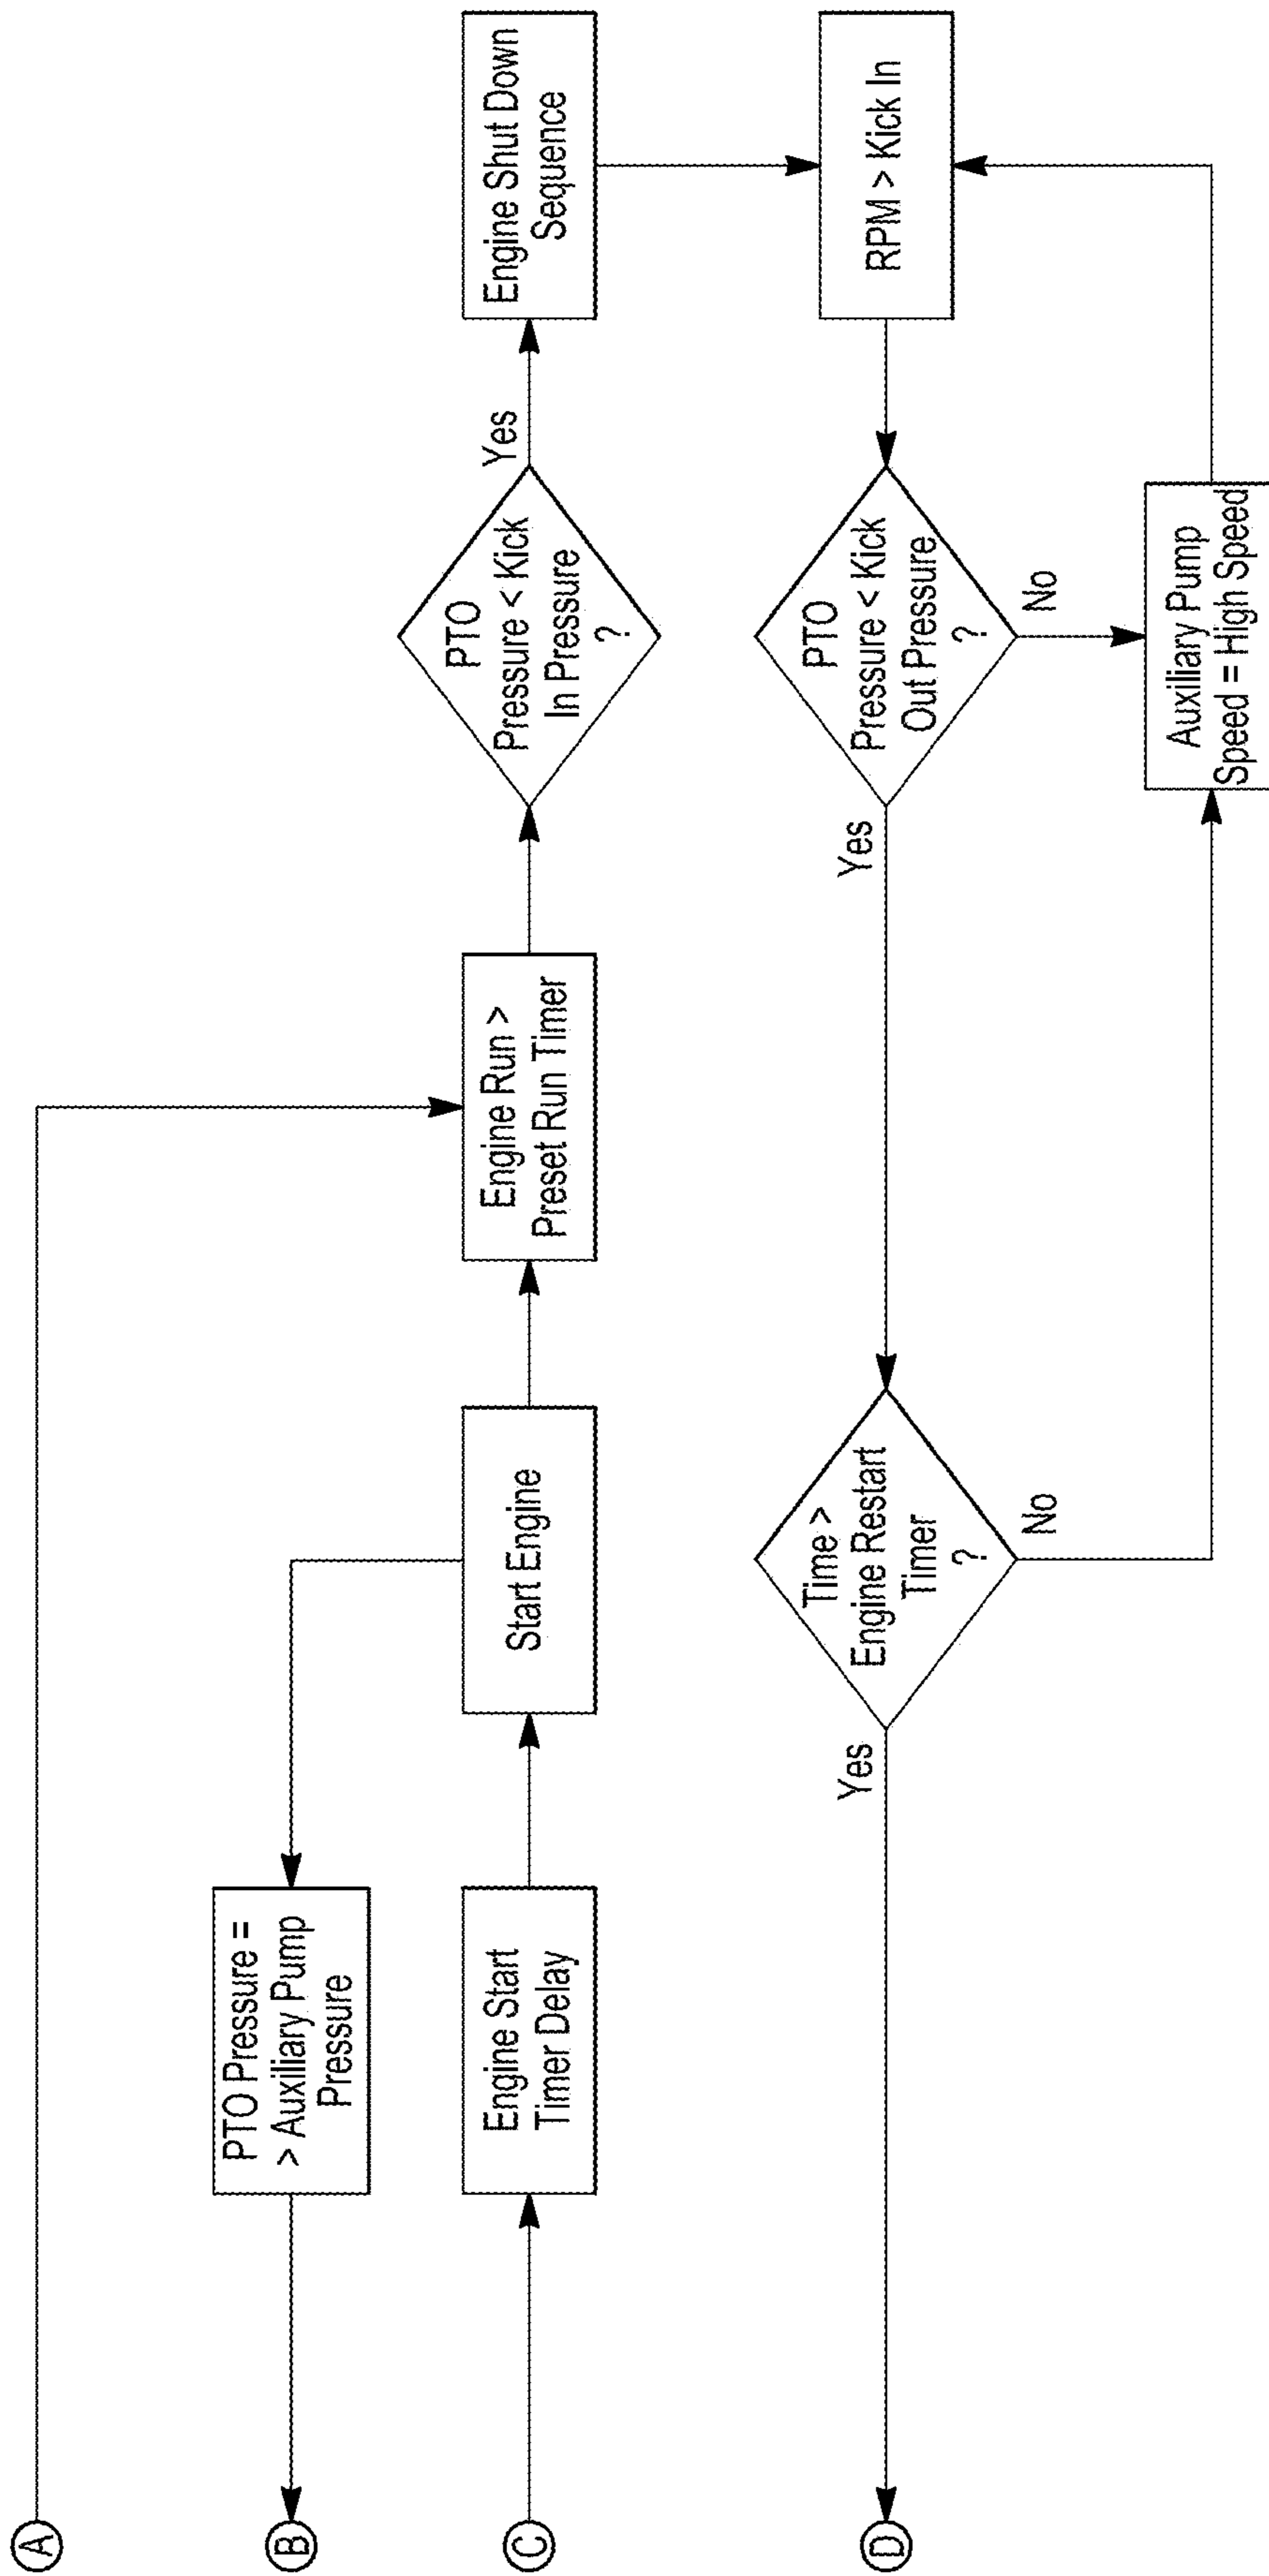 A
B
PTO Pressure =
> Auxiliary Pump
Pressure
C
Engine Start
Timer Delay
Start Engine
Engine Run >
Preset Run Timer
PTO
Pressure < Kick
In Pressure
?
Yes
Engine Shut Down
Sequence
D
Yes
Time >
Engine Restart
Timer
?
No
Yes
PTO
Pressure < Kick
Out Pressure
?
No
RPM > Kick In
Auxiliary Pump
Speed = High Speed